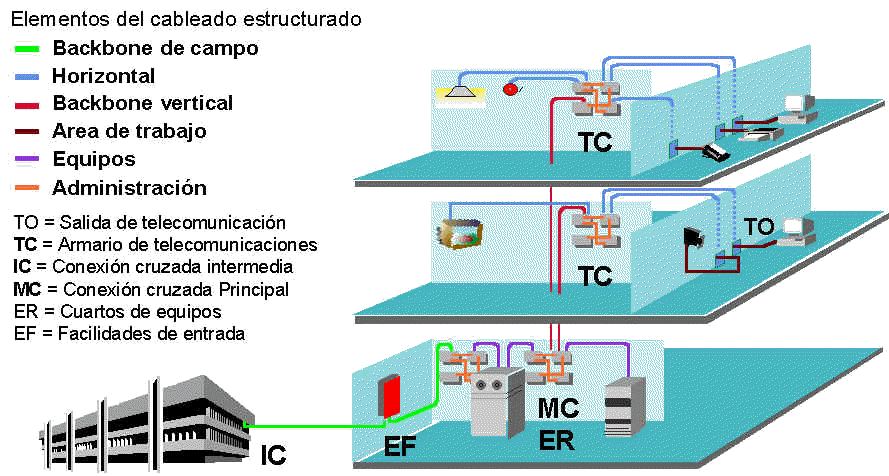 Elementos del cableado estructurado
Backbone de campo
Horizontal
Backbone vertical
Area de trabajo
Equipos
Administración
TO = Salida de telecomunicación
TC = Armario de telecomunicaciones
IC = Conexión cruzada intermedia
MC = Conexión cruzada Principal
ER = Cuartos de equipos
EF = Facilidades de entrada
TC
TO
TC
MC
ER
EF
IC